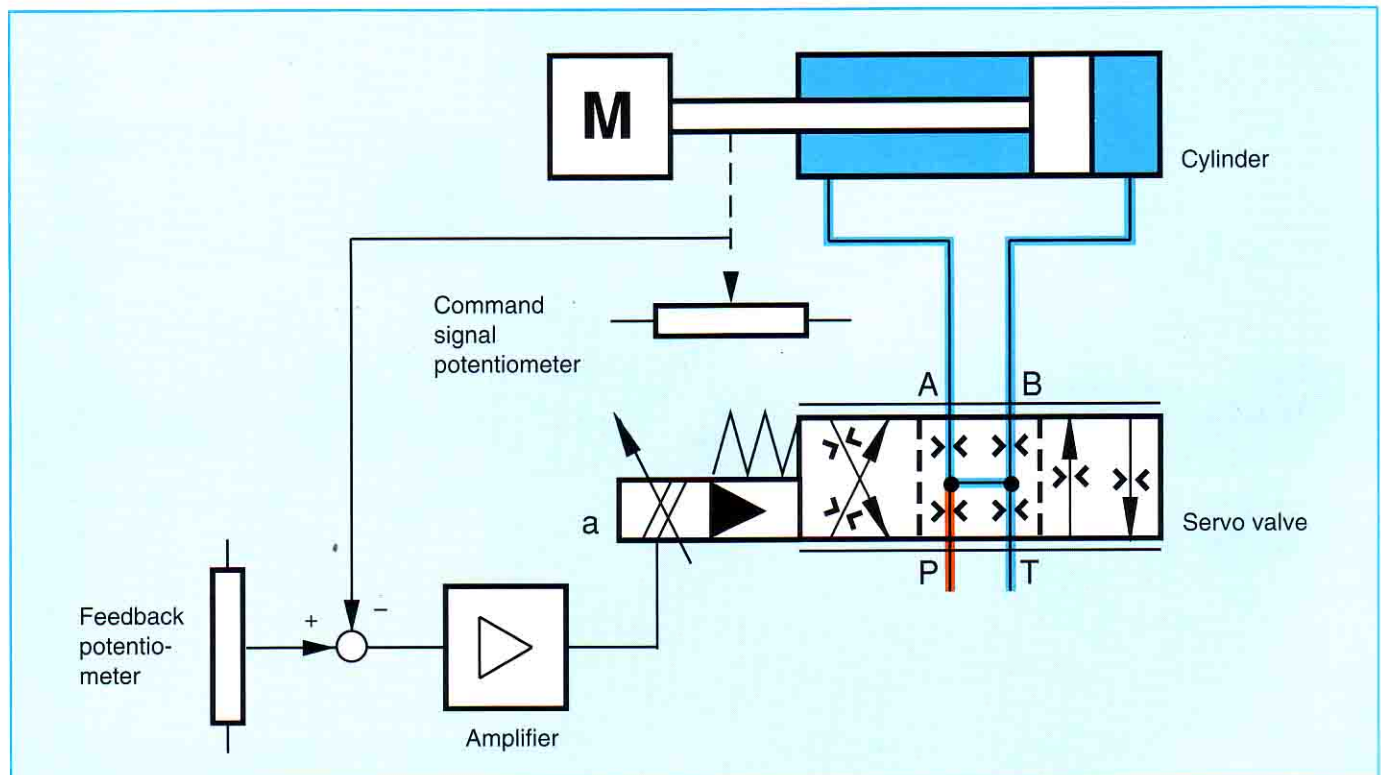 M
Cylinder
Command
signal
potentiometer
A
B
a
Servo valve
P
T
Feedback
potentio-
meter
+
–
Amplifier